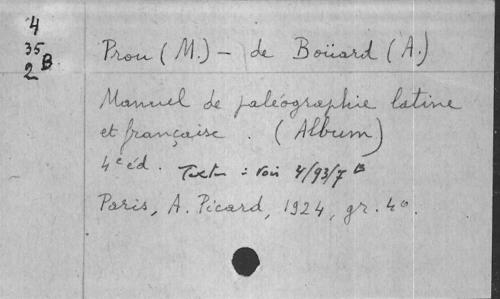 4
35
2 B
Prou (M.) - de Boüard (A.)
Manuel de paléographie latine
et française. (Album)
4e éd. Texte : voir 4/93/7 B
Paris, A. Picard, 1924, gr. 4o.